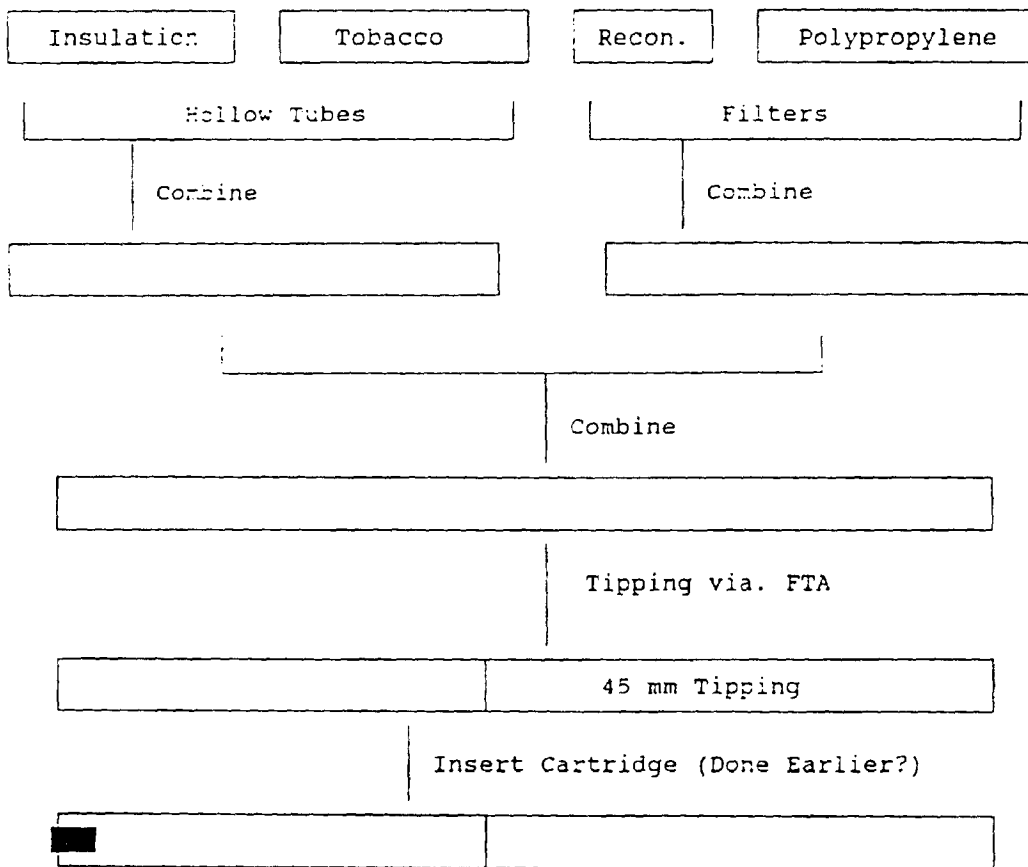 Insulation Tobacco Recon. Polypropylene
Hollow Tubes Filters
Combine Combine
Combine
Tipping via. FTA
45 mm Tipping
Insert Cartridge (Done Earlier?)